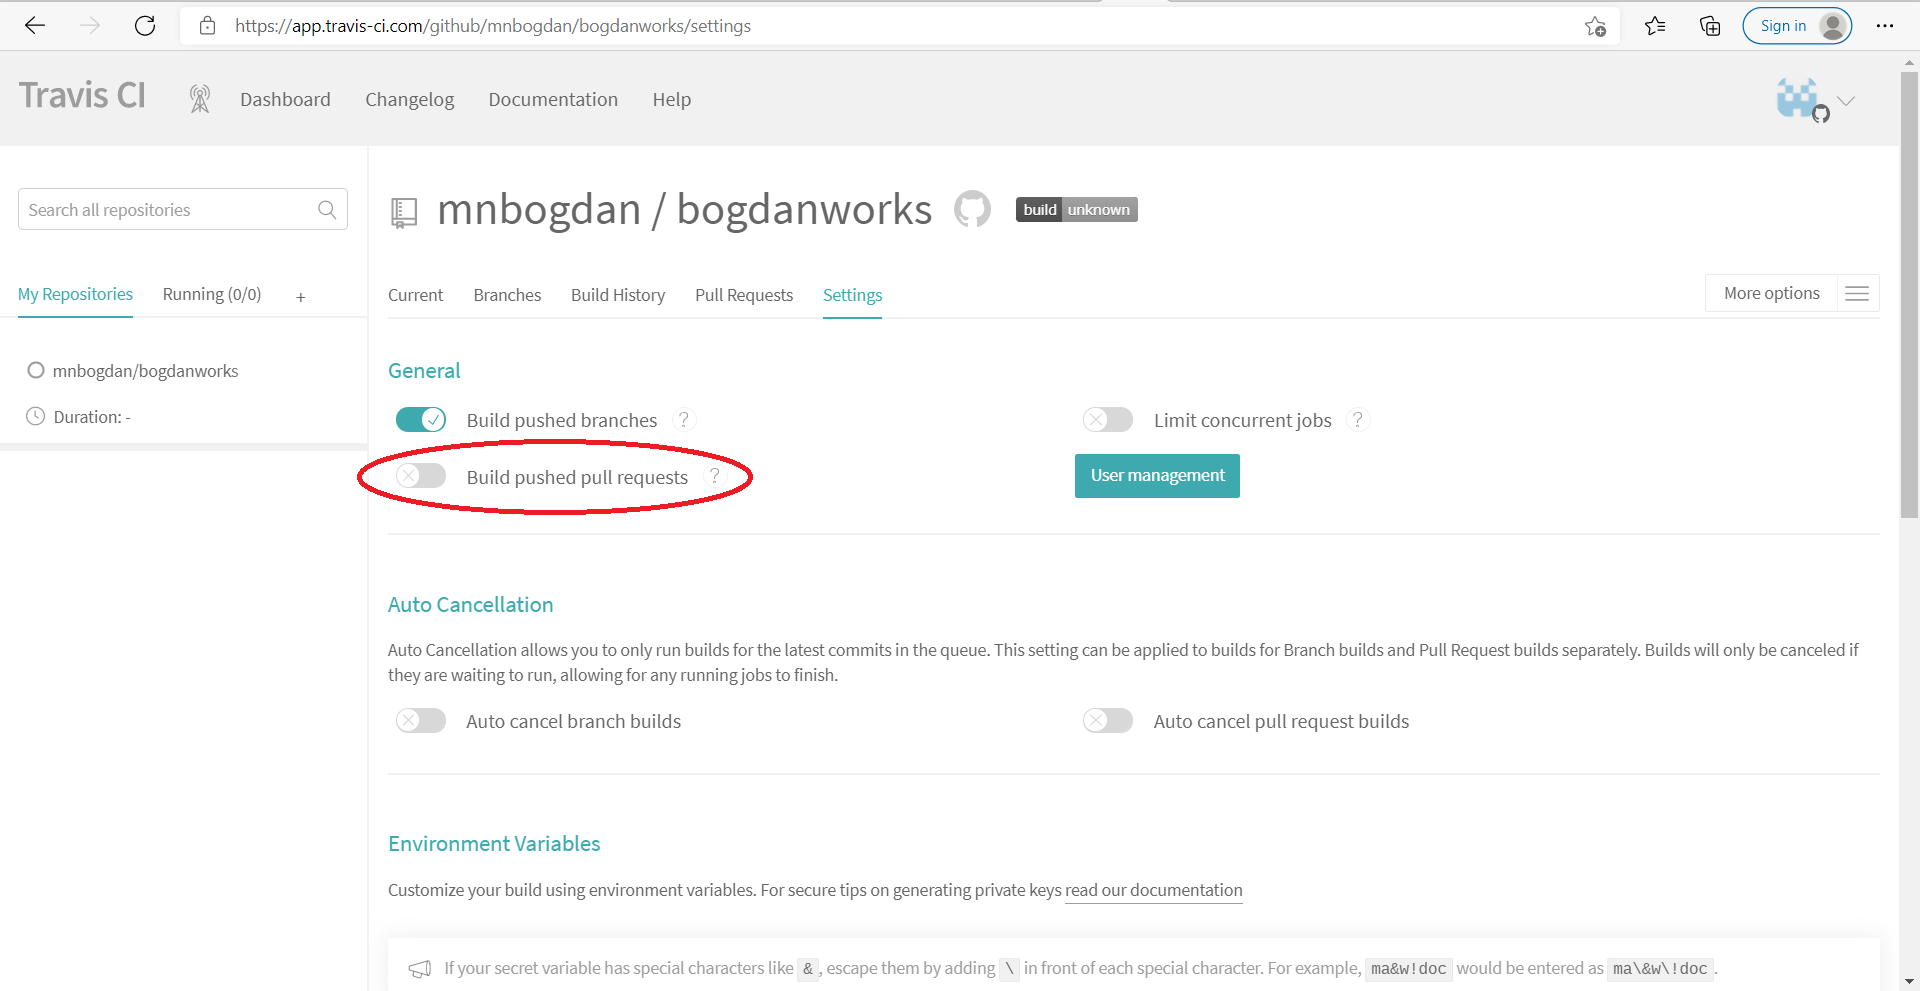 https://app.travis-ci.com/github/mnbogdan/bogdanworks/settings
Sign in
Travis CI
Dashboard
Changelog
Documentation
Help
Search all repositories
My Repositories
Running (0/0)
+
mnbogdan/bogdanworks
Duration: -
mnbogdan / bogdanworks
build unknown
Current
Branches
Build History
Pull Requests
Settings
More options
General
Build pushed branches ?
Limit concurrent jobs ?
Build pushed pull requests ?
User management
Auto Cancellation
Auto Cancellation allows you to only run builds for the latest commits in the queue. This setting can be applied to builds for Branch builds and Pull Request builds separately. Builds will only be canceled if
they are waiting to run, allowing for any running jobs to finish.
Auto cancel branch builds
Auto cancel pull request builds
Environment Variables
Customize your build using environment variables. For secure tips on generating private keys read our documentation
If your secret variable has special characters like & , escape them by adding \ in front of each special character. For example, ma&w!doc would be entered as ma\&w\!doc .